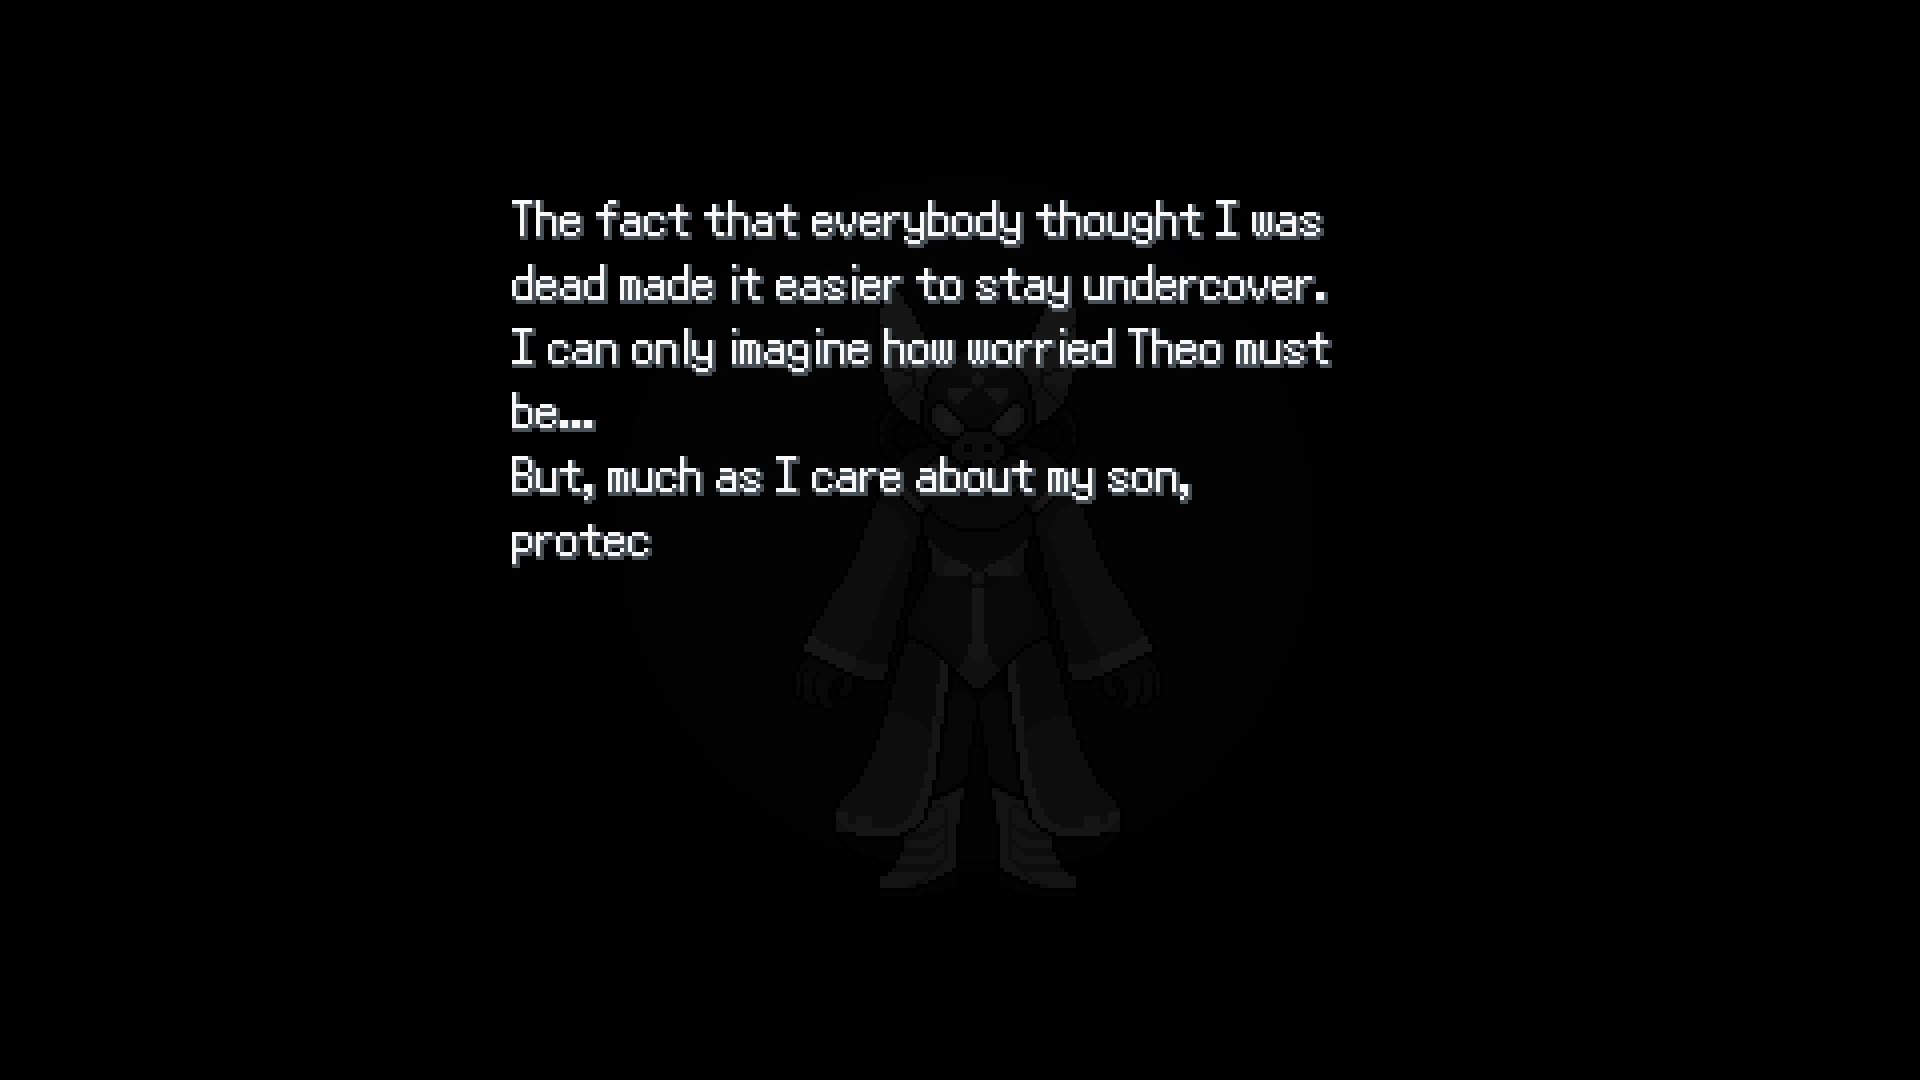 The fact that everybody thought I was
dead made it easier to stay undercover.
I can only imagine how worried Theo must
be...
But, much as I care about my son,
protec